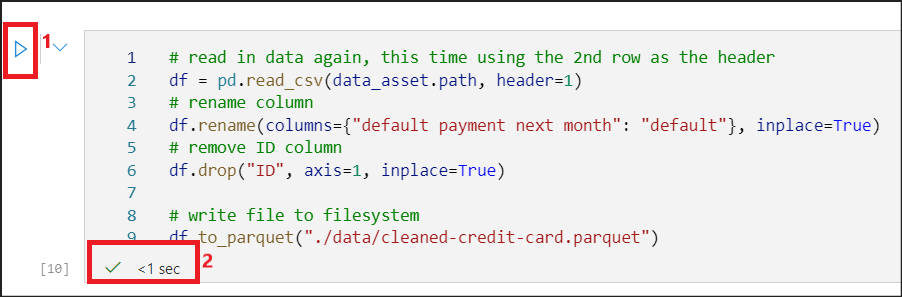 1
1 # read in data again, this time using the 2nd row as the header
2 df = pd.read_csv(data_asset.path, header=1)
3 # rename column
4 df.rename(columns={"default payment next month": "default"}, inplace=True)
5 # remove ID column
6 df.drop("ID", axis=1, inplace=True)
7
8 # write file to filesystem
9 df.to_parquet("./data/cleaned-credit-card.parquet")
[10] ✓ <1 sec 2